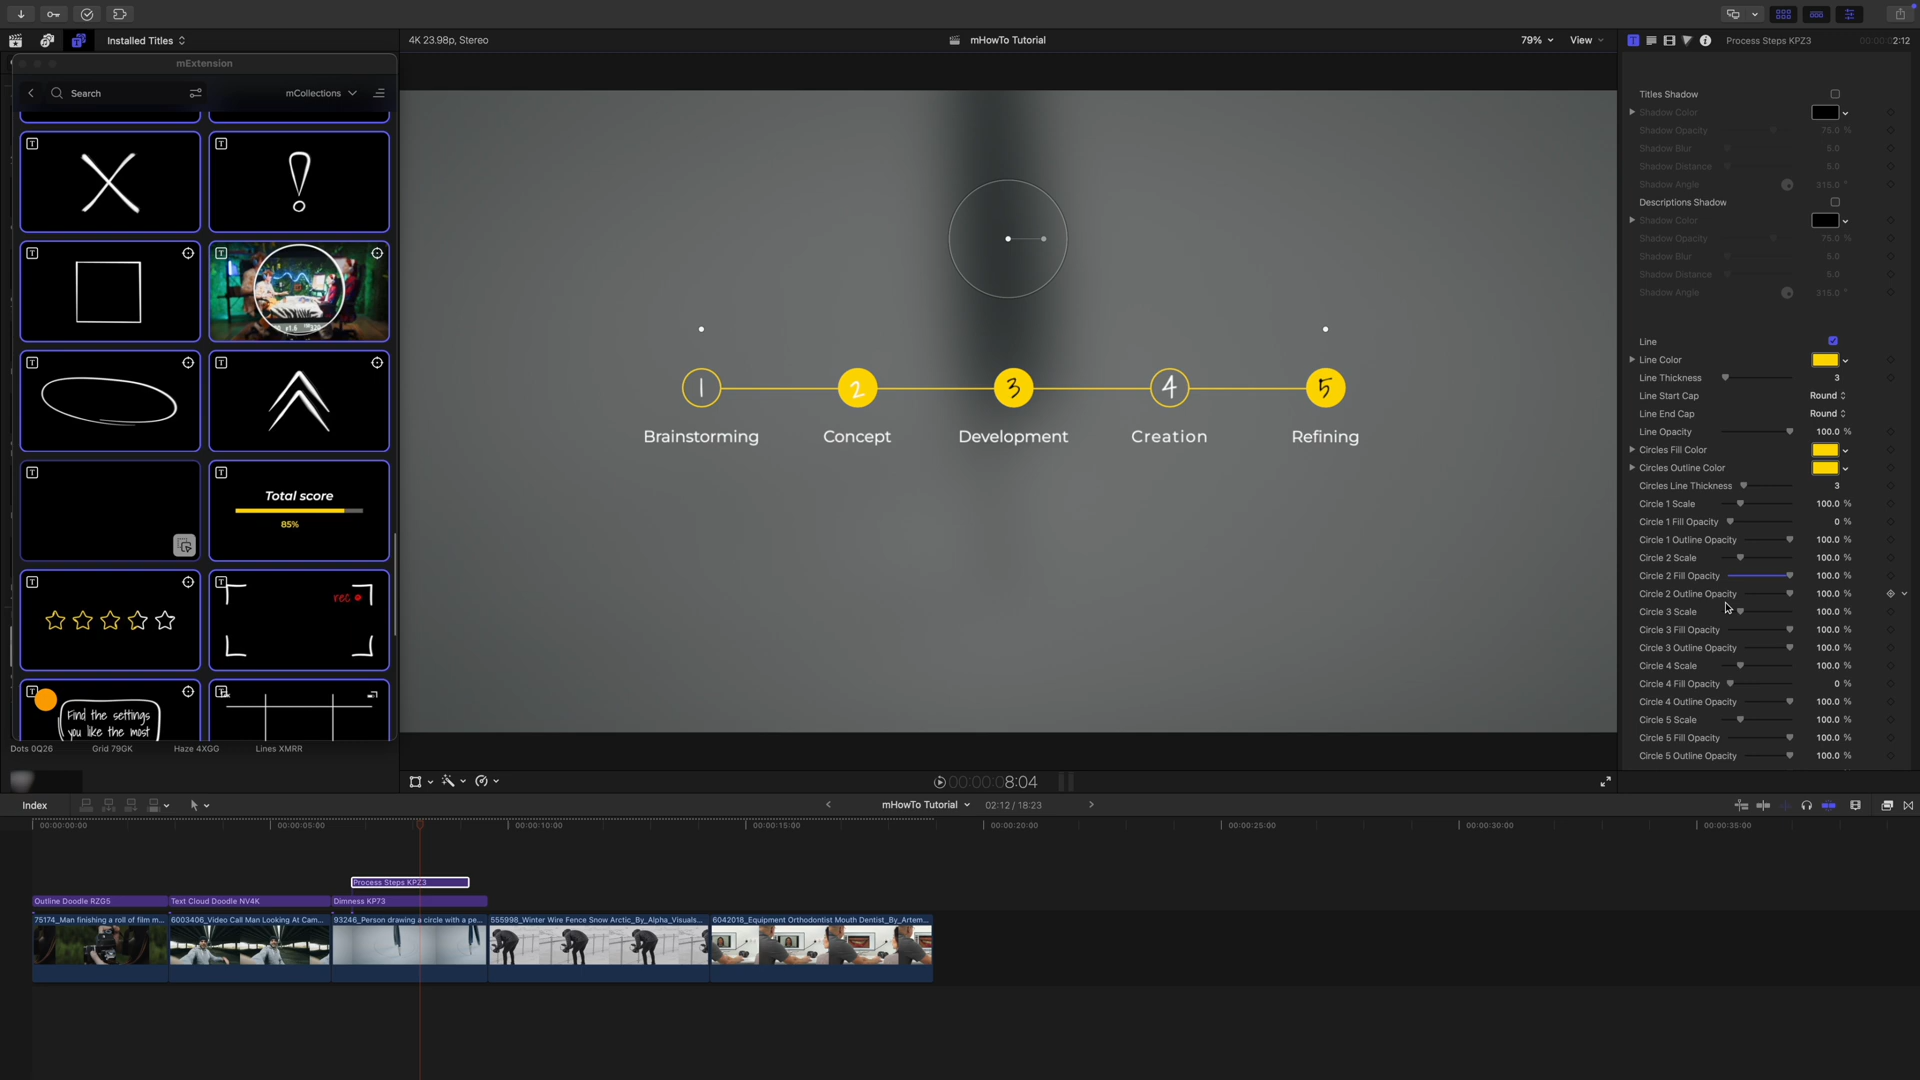 Installed Titles
4K 23.98p, Stereo
mHowTo Tutorial
79%
View
Process Steps KPZ3
2:12
mExtension
Search
mCollections
Total score
85%
rec
Find the settings
you like the most
Dots 0Q26
Grid 79GK
Haze 4XGG
Lines XMRR
1
2
3
4
5
Brainstorming
Concept
Development
Creation
Refining
Titles Shadow
Shadow Color
Shadow Opacity 75.0 %
Shadow Blur 5.0
Shadow Distance 5.0
Shadow Angle 315.0 °
Descriptions Shadow
Shadow Color
Shadow Opacity 75.0 %
Shadow Blur 5.0
Shadow Distance 5.0
Shadow Angle 315.0 °
Line
Line Color
Line Thickness 3
Line Start Cap Round
Line End Cap Round
Line Opacity 100.0 %
Circles Fill Color
Circles Outline Color
Circles Line Thickness 3
Circle 1 Scale 100.0 %
Circle 1 Fill Opacity 0 %
Circle 1 Outline Opacity 100.0 %
Circle 2 Scale 100.0 %
Circle 2 Fill Opacity 100.0 %
Circle 2 Outline Opacity 100.0 %
Circle 3 Scale 100.0 %
Circle 3 Fill Opacity 100.0 %
Circle 3 Outline Opacity 100.0 %
Circle 4 Scale 100.0 %
Circle 4 Fill Opacity 0 %
Circle 4 Outline Opacity 100.0 %
Circle 5 Scale 100.0 %
Circle 5 Fill Opacity 100.0 %
Circle 5 Outline Opacity 100.0 %
00:00:00:08:04
Index
mHowTo Tutorial
02:12 / 18:23
00:00:00:00
00:00:05:00
00:00:10:00
00:00:15:00
00:00:20:00
00:00:25:00
00:00:30:00
00:00:35:00
Process Steps KPZ3
Outline Doodle RZG5
Text Cloud Doodle NV4K
Dimness KP73
75174_Man finishing a roll of film m...
6003406_Video Call Man Looking At Cam...
93246_Person drawing a circle with a pe...
555998_Winter Wire Fence Snow Arctic_By_Alpha_Visuals...
6042018_Equipment Orthodontist Mouth Dentist_By_Artem...